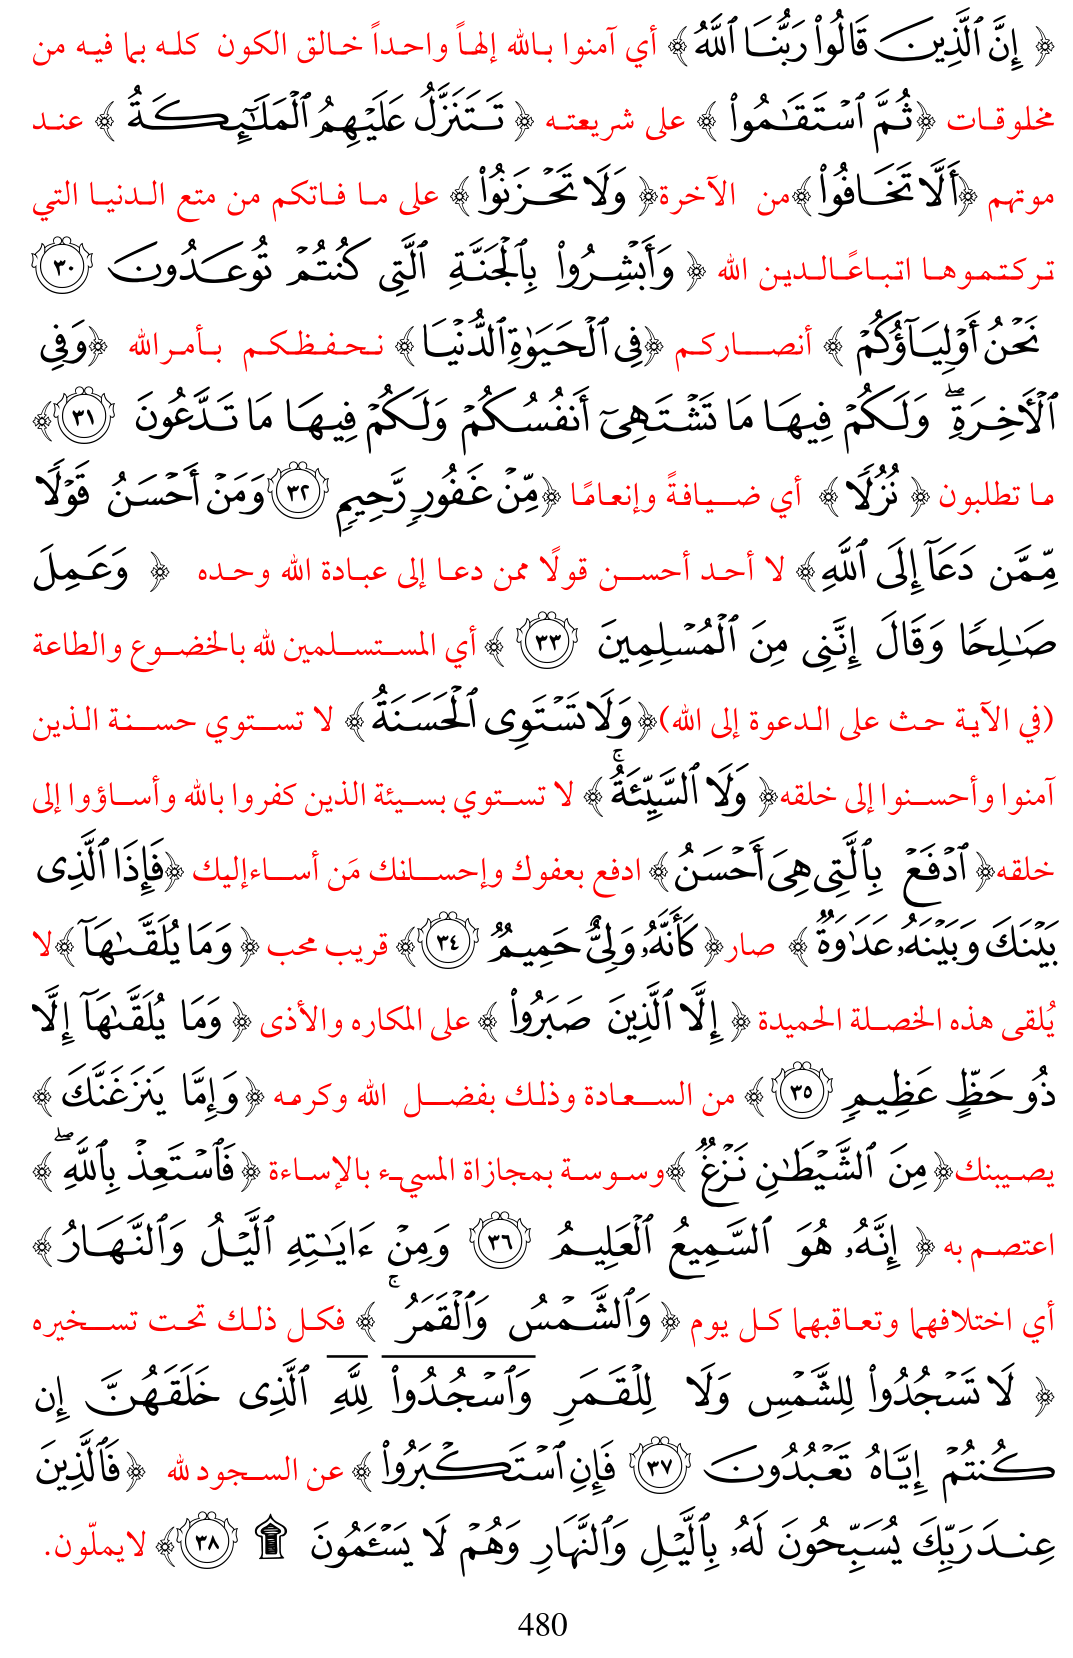 ﴿ إِنَّ ٱلَّذِينَ قَالُوا۟ رَبُّنَا ٱللَّهُ ﴾ أي آمنوا بالله إلهاً واحداً خالق الكون كله بما فيه من
مخلوقات ﴿ ثُمَّ ٱسْتَقَـٰمُوا۟ ﴾ على شريعته ﴿ تَتَنَزَّلُ عَلَيْهِمُ ٱلْمَلَـٰٓئِكَةُ ﴾ عند
موتهم ﴿ أَلَّا تَخَافُوا۟ ﴾ من الآخرة ﴿ وَلَا تَحْزَنُوا۟ ﴾ على ما فاتكم من متع الدنيا التي
تركتموها اتباعًالدين الله ﴿ وَأَبْشِرُوا۟ بِٱلْجَنَّةِ ٱلَّتِى كُنتُمْ تُوعَدُونَ ٣٠
نَحْنُ أَوْلِيَآؤُكُمْ ﴾ أنصاركم ﴿ فِى ٱلْحَيَوٰةِ ٱلدُّنْيَا ﴾ نحفظكم بأمرالله ﴿ وَفِى
ٱلْـَٔاخِرَةِ ۖ وَلَكُمْ فِيهَا مَا تَشْتَهِىٓ أَنفُسُكُمْ وَلَكُمْ فِيهَا مَا تَدَّعُونَ ٣١ ﴾
ما تطلبون ﴿ نُزُلًا ﴾ أي ضيافةً وإنعامًا ﴿ مِّنْ غَفُورٍ رَّحِيمٍ ٣٢ وَمَنْ أَحْسَنُ قَوْلًا
مِّمَّن دَعَآ إِلَى ٱللَّهِ ﴾ لا أحد أحسن قولًا ممن دعا إلى عبادة الله وحده ﴿ وَعَمِلَ
صَـٰلِحًا وَقَالَ إِنَّنِى مِنَ ٱلْمُسْلِمِينَ ٣٣ ﴾ أي المستسلمين لله بالخضوع والطاعة
(في الآية حث على الدعوة إلى الله) ﴿ وَلَا تَسْتَوِى ٱلْحَسَنَةُ ﴾ لا تستوي حسنة الذين
آمنوا وأحسنوا إلى خلقه ﴿ وَلَا ٱلسَّيِّئَةُ ۚ ﴾ لا تستوي بسيئة الذين كفروا بالله وأساؤوا إلى
خلقه ﴿ ٱدْفَعْ بِٱلَّتِى هِىَ أَحْسَنُ ﴾ ادفع بعفوك وإحسانك مَن أساءإليك ﴿ فَإِذَا ٱلَّذِى
بَيْنَكَ وَبَيْنَهُۥ عَدَٰوَةٌ ﴾ صار ﴿ كَأَنَّهُۥ وَلِىٌّ حَمِيمٌ ٣٤ ﴾ قريب محب ﴿ وَمَا يُلَقَّىٰهَآ ﴾ لا
يُلقى هذه الخصلة الحميدة ﴿ إِلَّا ٱلَّذِينَ صَبَرُوا۟ ﴾ على المكاره والأذى ﴿ وَمَا يُلَقَّىٰهَآ إِلَّا
ذُو حَظٍّ عَظِيمٍ ٣٥ ﴾ من السعادة وذلك بفضل الله وكرمه ﴿ وَإِمَّا يَنزَغَنَّكَ ﴾
يصيبنك ﴿ مِنَ ٱلشَّيْطَـٰنِ نَزْغٌ ﴾ وسوسة بمجازاة المسيء بالإساءة ﴿ فَٱسْتَعِذْ بِٱللَّهِ ۖ ﴾
اعتصم به ﴿ إِنَّهُۥ هُوَ ٱلسَّمِيعُ ٱلْعَلِيمُ ٣٦ وَمِنْ ءَايَـٰتِهِ ٱلَّيْلُ وَٱلنَّهَارُ ﴾
أي اختلافهما وتعاقبهما كل يوم ﴿ وَٱلشَّمْسُ وَٱلْقَمَرُ ۚ ﴾ فكل ذلك تحت تسخيره
﴿ لَا تَسْجُدُوا۟ لِلشَّمْسِ وَلَا لِلْقَمَرِ وَٱسْجُدُوا۟ لِلَّهِ ٱلَّذِى خَلَقَهُنَّ إِن
كُنتُمْ إِيَّاهُ تَعْبُدُونَ ٣٧ فَإِنِ ٱسْتَكْبَرُوا۟ ﴾ عن السجود لله ﴿ فَٱلَّذِينَ
عِندَ رَبِّكَ يُسَبِّحُونَ لَهُۥ بِٱلَّيْلِ وَٱلنَّهَارِ وَهُمْ لَا يَسْـَٔمُونَ ۩ ٣٨ ﴾ لايملّون.
480